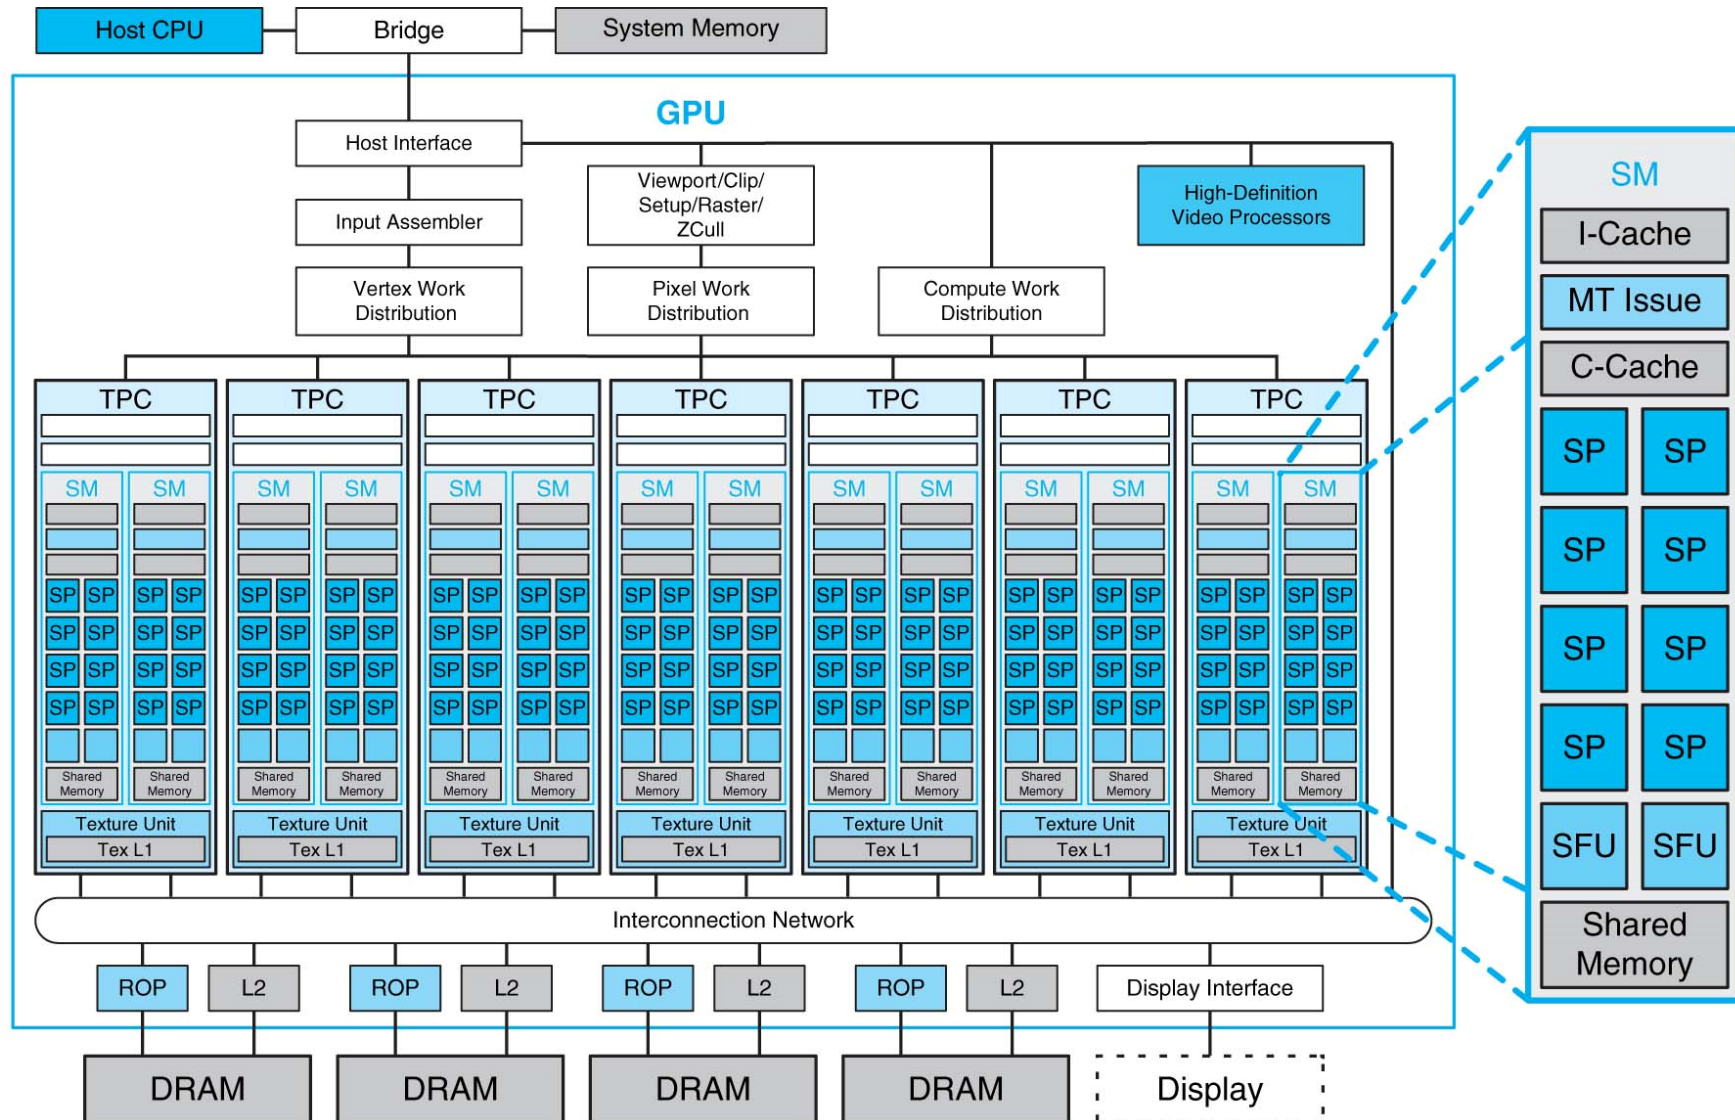 Host CPU
Bridge
System Memory
GPU
Host Interface
Viewport/Clip/
Setup/Raster/
ZCull
High-Definition
Video Processors
Input Assembler
Vertex Work
Distribution
Pixel Work
Distribution
Compute Work
Distribution
TPC TPC TPC TPC TPC TPC TPC
SM SM SM SM SM SM SM SM SM SM SM SM SM SM
SP SP SP SP SP SP SP SP SP SP SP SP SP SP SP SP SP SP SP SP SP SP SP SP SP SP SP SP
SP SP SP SP SP SP SP SP SP SP SP SP SP SP SP SP SP SP SP SP SP SP SP SP SP SP SP SP
SP SP SP SP SP SP SP SP SP SP SP SP SP SP SP SP SP SP SP SP SP SP SP SP SP SP SP SP
SP SP SP SP SP SP SP SP SP SP SP SP SP SP SP SP SP SP SP SP SP SP SP SP SP SP SP SP
Shared Shared Shared Shared Shared Shared Shared Shared Shared Shared Shared Shared Shared Shared
Memory Memory Memory Memory Memory Memory Memory Memory Memory Memory Memory Memory Memory Memory
Texture Unit Texture Unit Texture Unit Texture Unit Texture Unit Texture Unit Texture Unit
Tex L1 Tex L1 Tex L1 Tex L1 Tex L1 Tex L1 Tex L1
Interconnection Network
ROP L2 ROP L2 ROP L2 ROP L2 Display Interface
DRAM DRAM DRAM DRAM Display
SM
I-Cache
MT Issue
C-Cache
SP SP
SP SP
SP SP
SP SP
SFU SFU
Shared
Memory